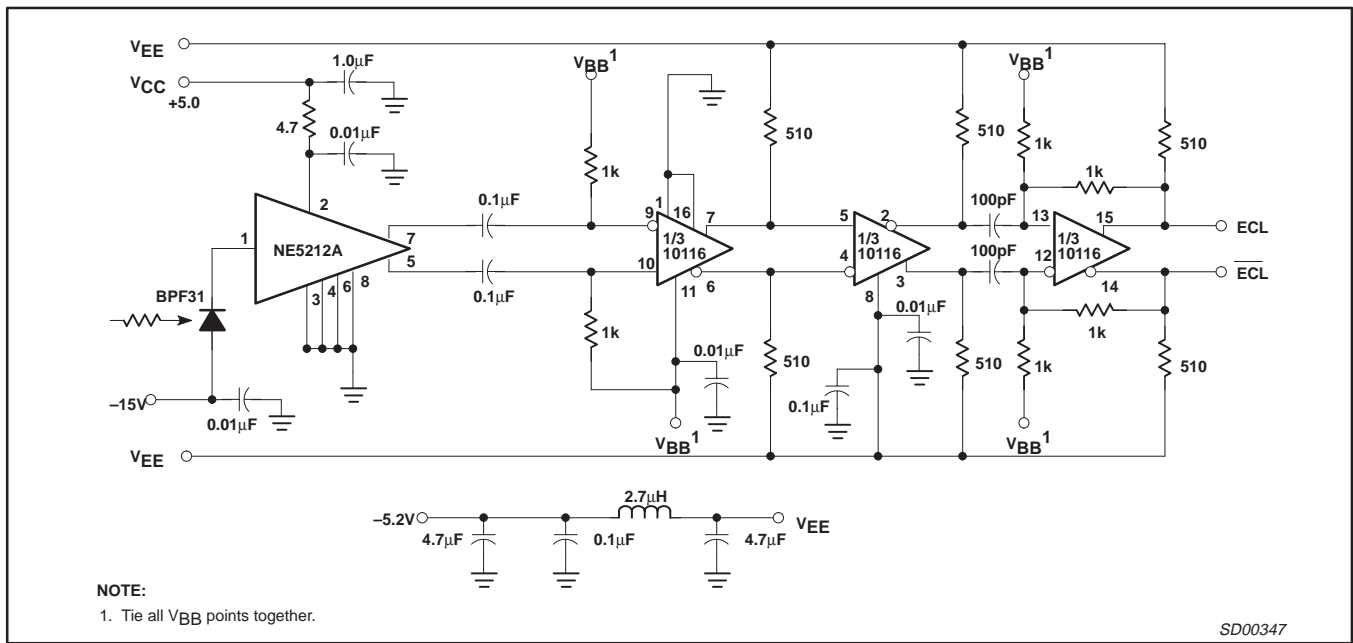 VEE
VCC
+5.0
1.0µF
4.7
0.01µF
2
1
NE5212A
7
5
3
4
6
8
BPF31
–15V
0.01µF
VEE
0.1µF
0.1µF
VBB1
1k
1k
9
10
1
16
1/3
10116
7
6
11
0.01µF
VBB1
510
510
5
4
1/3
10116
2
3
8
0.01µF
0.1µF
510
510
100pF
100pF
VBB1
1k
1k
13
12
1/3
10116
15
14
1k
1k
VBB1
510
510
ECL
ECL
–5.2V
4.7µF
0.1µF
2.7µH
4.7µF
VEE
NOTE:
1. Tie all VBB points together.
SD00347